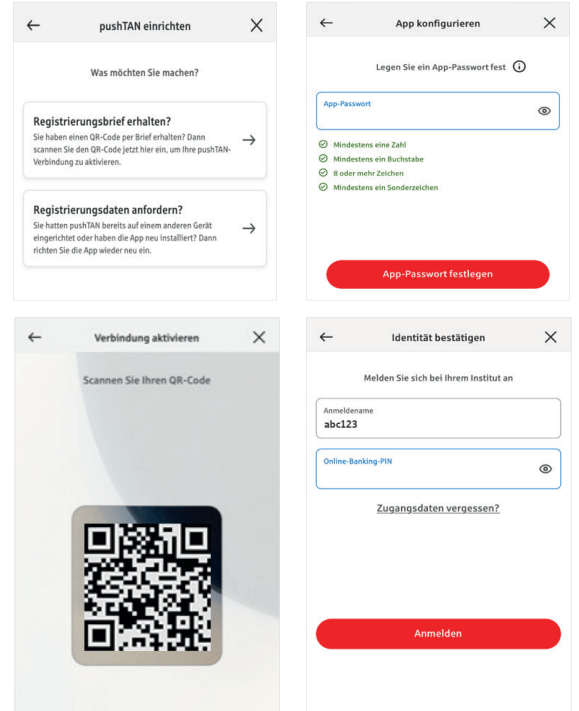 pushTAN einrichten
Was möchten Sie machen?
Registrierungsbrief erhalten?
Sie haben einen QR-Code per Brief erhalten? Dann
scannen Sie den QR-Code jetzt hier ein, um Ihre pushTAN-
Verbindung zu aktivieren.
Registrierungsdaten anfordern?
Sie hatten pushTAN bereits auf einem anderen Gerät
eingerichtet oder haben die App neu installiert? Dann
richten Sie die App wieder neu ein.
App konfigurieren
Legen Sie ein App-Passwort fest
App-Passwort
Mindestens eine Zahl
Mindestens ein Buchstabe
8 oder mehr Zeichen
Mindestens ein Sonderzeichen
App-Passwort festlegen
Verbindung aktivieren
Scannen Sie Ihren QR-Code
Identität bestätigen
Melden Sie sich bei Ihrem Institut an
Anmeldename
abc123
Online-Banking-PIN
Zugangsdaten vergessen?
Anmelden